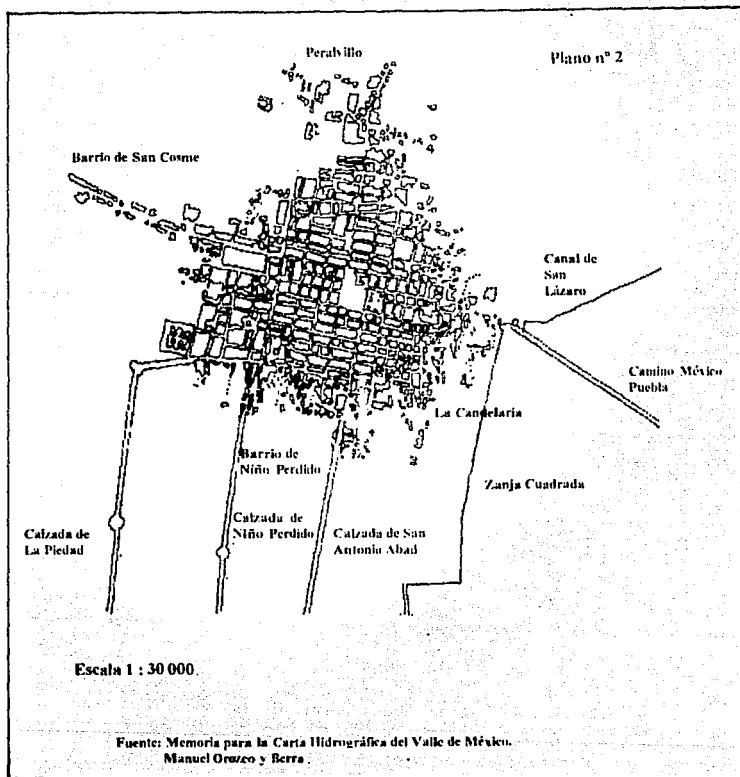 Peralvillo
Plano nº 2
Barrio de San Cosme
Canal de
San
Lázaro
Camino México
Puebla
La Candelaria
Barrio de
Niño Perdido
Zanja Cuadrada
Calzada de
La Piedad
Calzada de
Niño Perdido
Calzada de San
Antonio Abad
Escala 1 : 30 000.
Fuente: Memoria para la Carta Hidrográfica del Valle de México.
Manuel Orozco y Berra